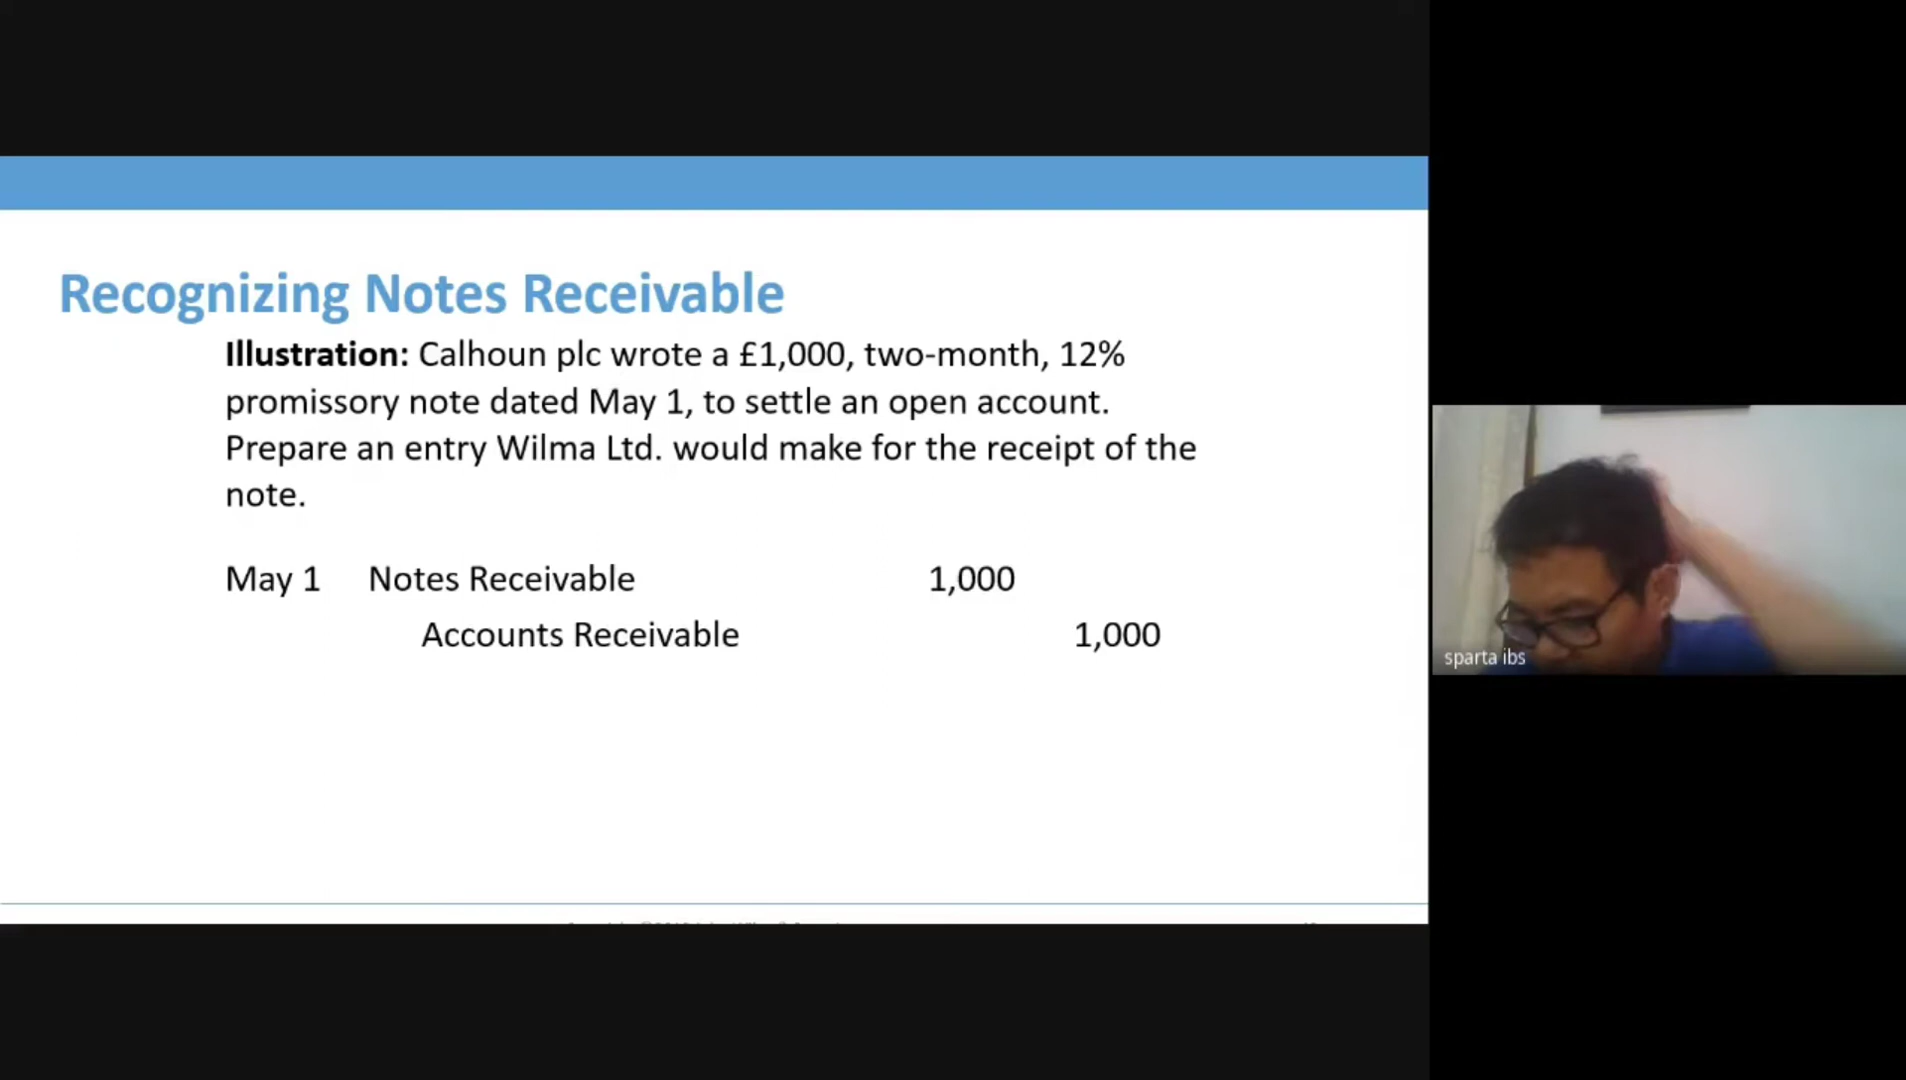 Recognizing Notes Receivable
Illustration: Calhoun plc wrote a £1,000, two-month, 12%
promissory note dated May 1, to settle an open account.
Prepare an entry Wilma Ltd. would make for the receipt of the
note.
May 1 Notes Receivable 1,000
Accounts Receivable 1,000
sparta ibs